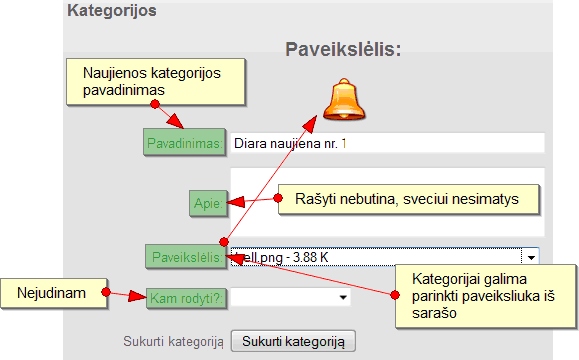 Kategorijos
Paveikslėlis:
Naujienos kategorijos
pavadinimas
Pavadinimas: Diara naujiena nr. 1
Apie:
Rašyti nebutina, sveciui nesimatys
Paveikslėlis: ell.png - 3.88 K
Kategorijai galima
parinkti paveiksliuka iš
sarašo
Nejudinam
Kam rodyti?:
Sukurti kategoriją Sukurti kategoriją